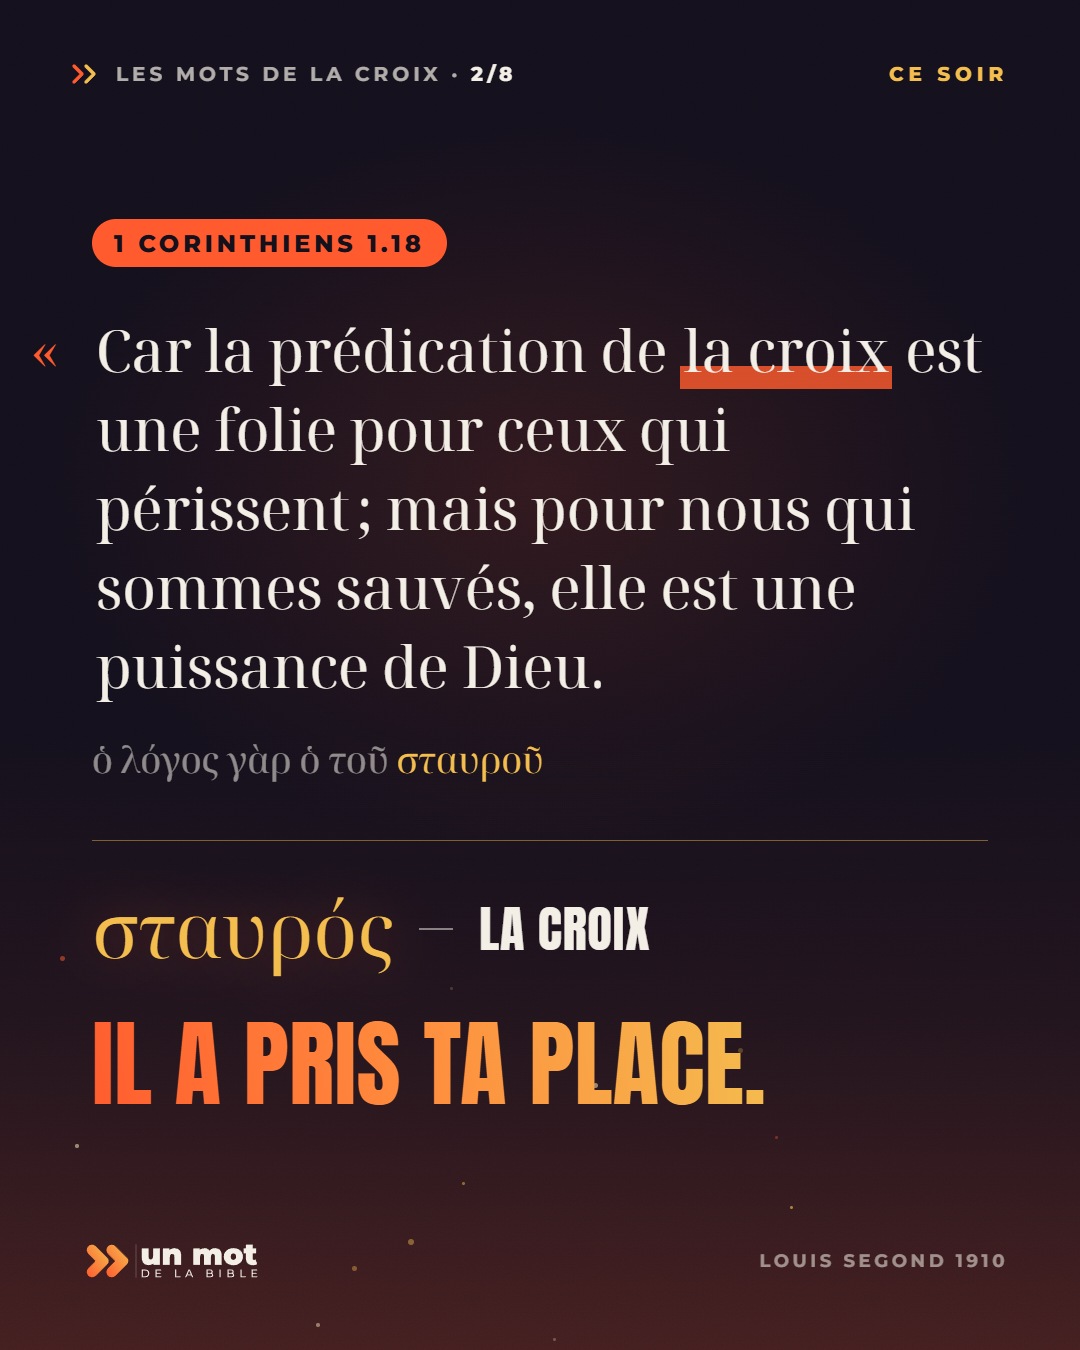 LES MOTS DE LA CROIX · 2/8
CE SOIR
1 CORINTHIENS 1.18
« Car la prédication de la croix est
une folie pour ceux qui
périssent ; mais pour nous qui
sommes sauvés, elle est une
puissance de Dieu.
ὁ λόγος γὰρ ὁ τοῦ σταυροῦ
σταυρός — LA CROIX
IL A PRIS TA PLACE.
un mot
DE LA BIBLE
LOUIS SEGOND 1910